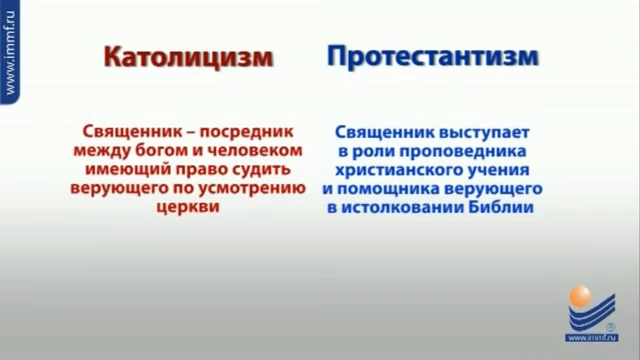 www.immf.ru
Католицизм
Протестантизм
Священник – посредник
между богом и человеком
имеющий право судить
верующего по усмотрению
церкви
Священник выступает
в роли проповедника
христианского учения
и помощника верующего
в истолковании Библии
®
www.immf.ru